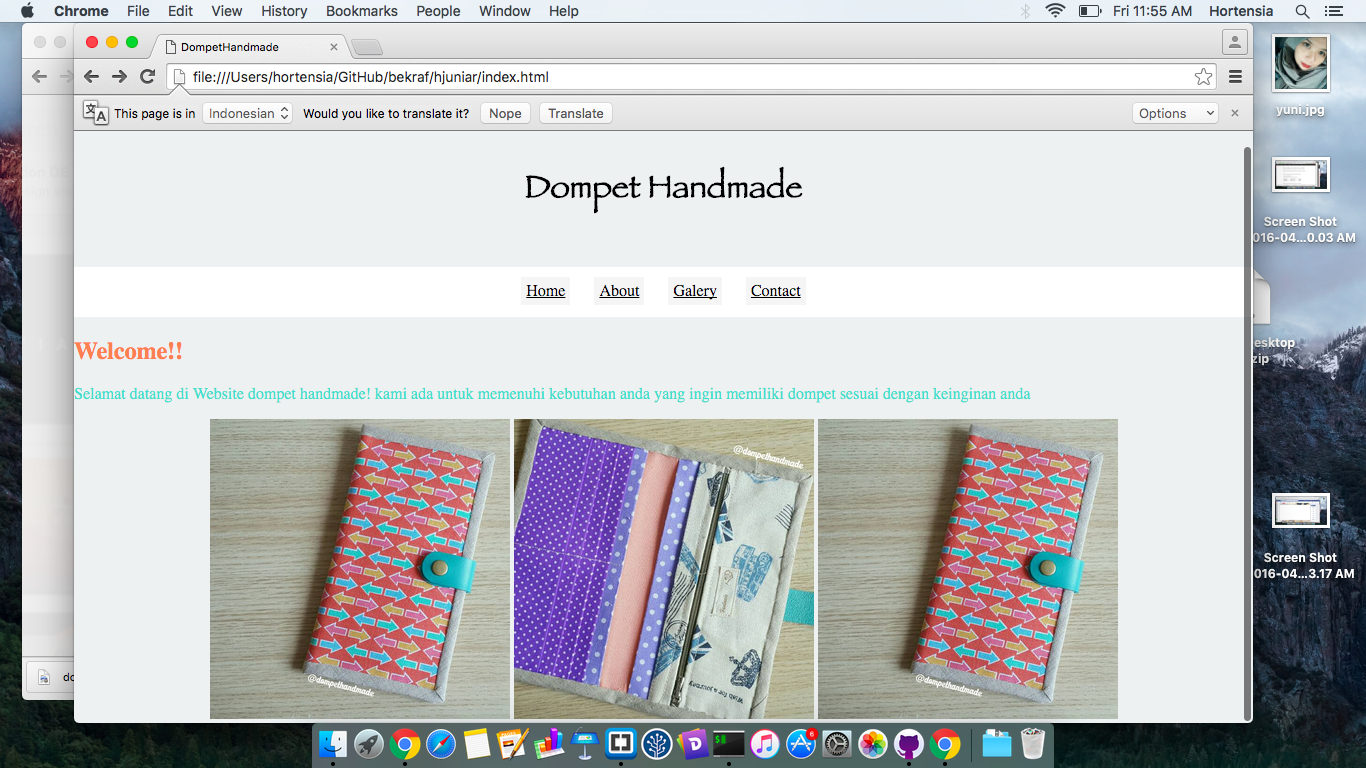 Chrome File Edit View History Bookmarks People Window Help Fri 11:55 AM Hortensia
DompetHandmade
file:///Users/hortensia/GitHub/bekraf/hjuniar/index.html
This page is in Indonesian Would you like to translate it? Nope Translate Options
yuni.jpg
Dompet Handmade
Screen Shot
016-04...0.03 AM
Home About Galery Contact
esktop
zip
Welcome!!
Selamat datang di Website dompet handmade! kami ada untuk memenuhi kebutuhan anda yang ingin memiliki dompet sesuai dengan keinginan anda
@dompethandmade
@dompethandmade
@dompethandmade
Screen Shot
016-04...3.17 AM
do
6